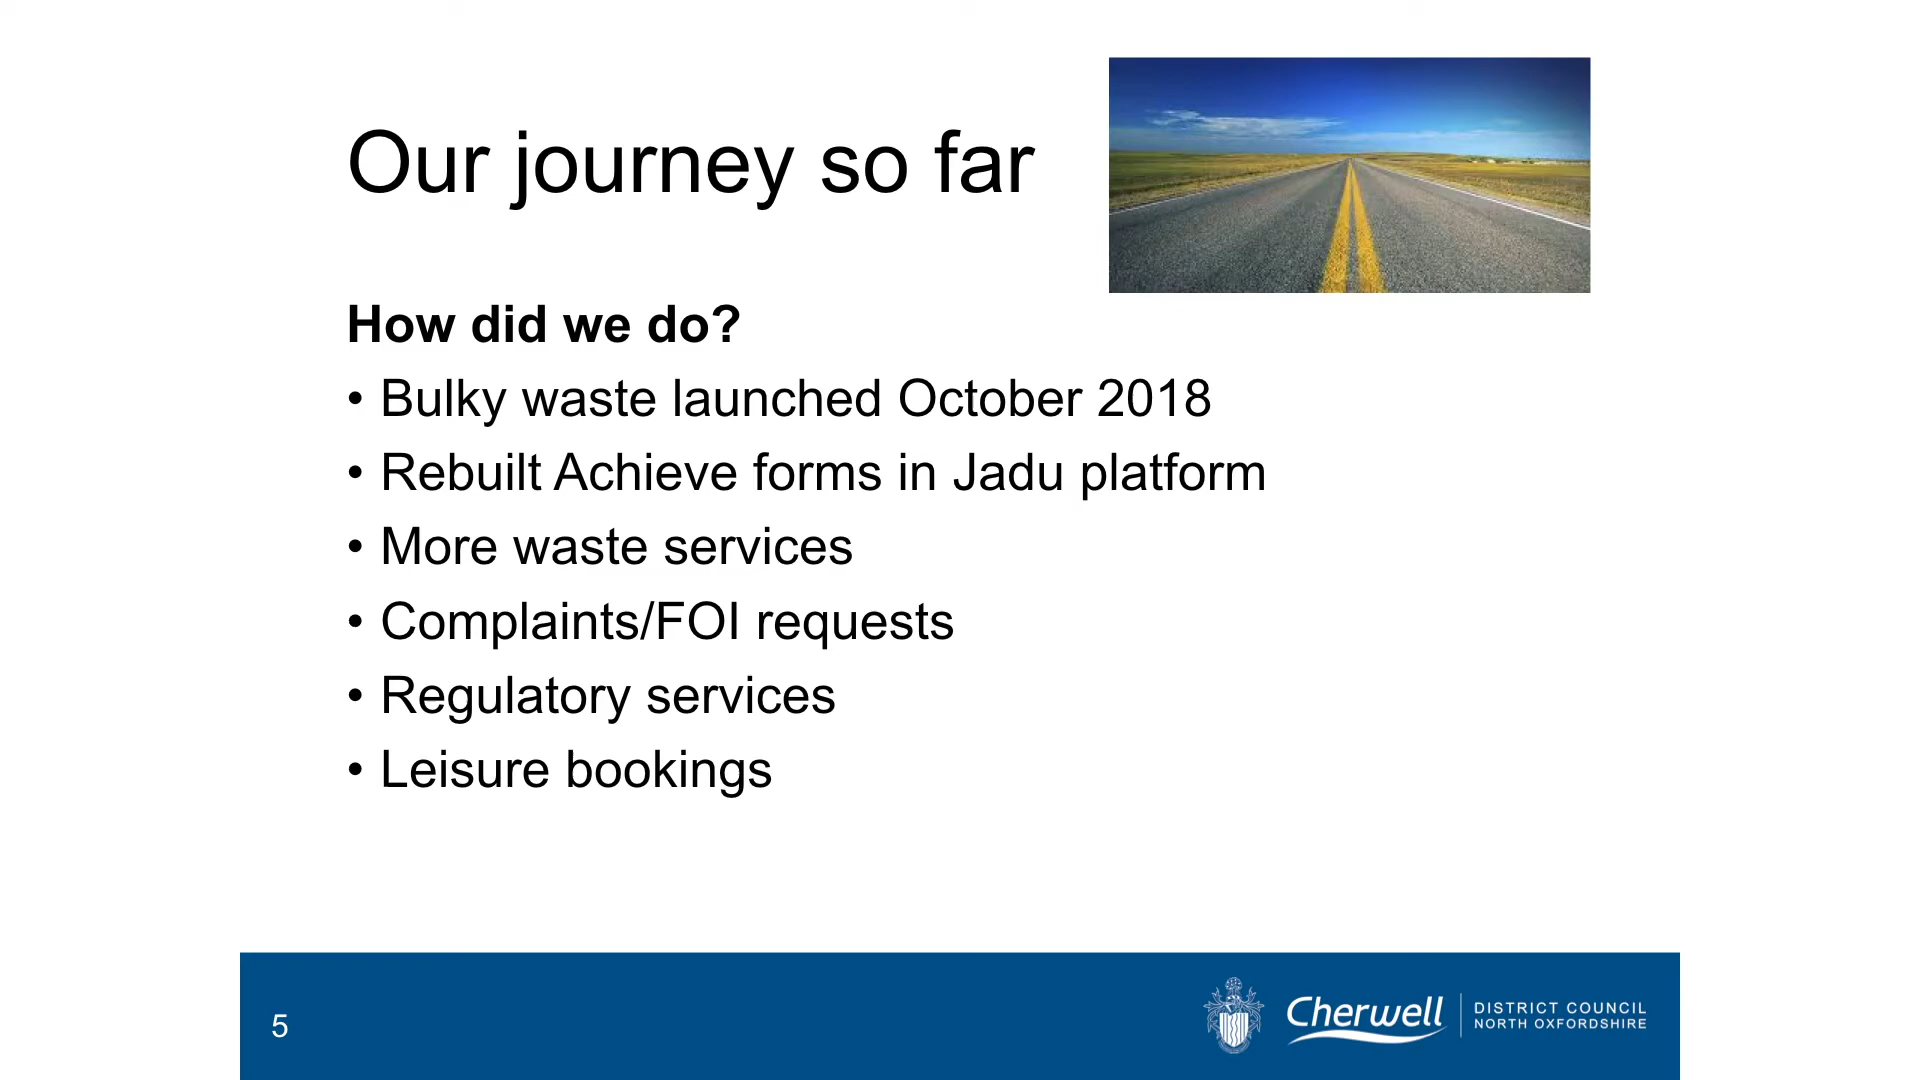 Our journey so far
How did we do?
• Bulky waste launched October 2018
• Rebuilt Achieve forms in Jadu platform
• More waste services
• Complaints/FOI requests
• Regulatory services
• Leisure bookings
5
Cherwell
DISTRICT COUNCIL
NORTH OXFORDSHIRE